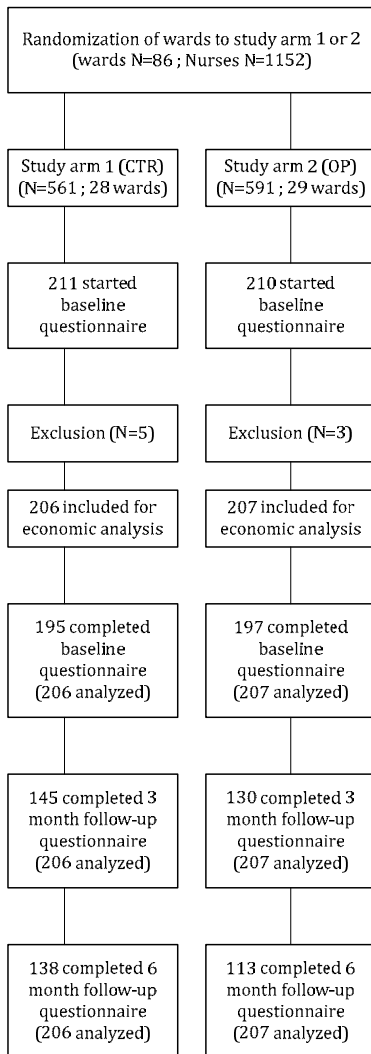 Randomization of wards to study arm 1 or 2
(wards N=86 ; Nurses N=1152)
Study arm 1 (CTR)
(N=561 ; 28 wards)
Study arm 2 (OP)
(N=591 ; 29 wards)
211 started
baseline
questionnaire
210 started
baseline
questionnaire
Exclusion (N=5)
Exclusion (N=3)
206 included for
economic analysis
207 included for
economic analysis
195 completed
baseline
questionnaire
(206 analyzed)
197 completed
baseline
questionnaire
(207 analyzed)
145 completed 3
month follow-up
questionnaire
(206 analyzed)
130 completed 3
month follow-up
questionnaire
(207 analyzed)
138 completed 6
month follow-up
questionnaire
(206 analyzed)
113 completed 6
month follow-up
questionnaire
(207 analyzed)